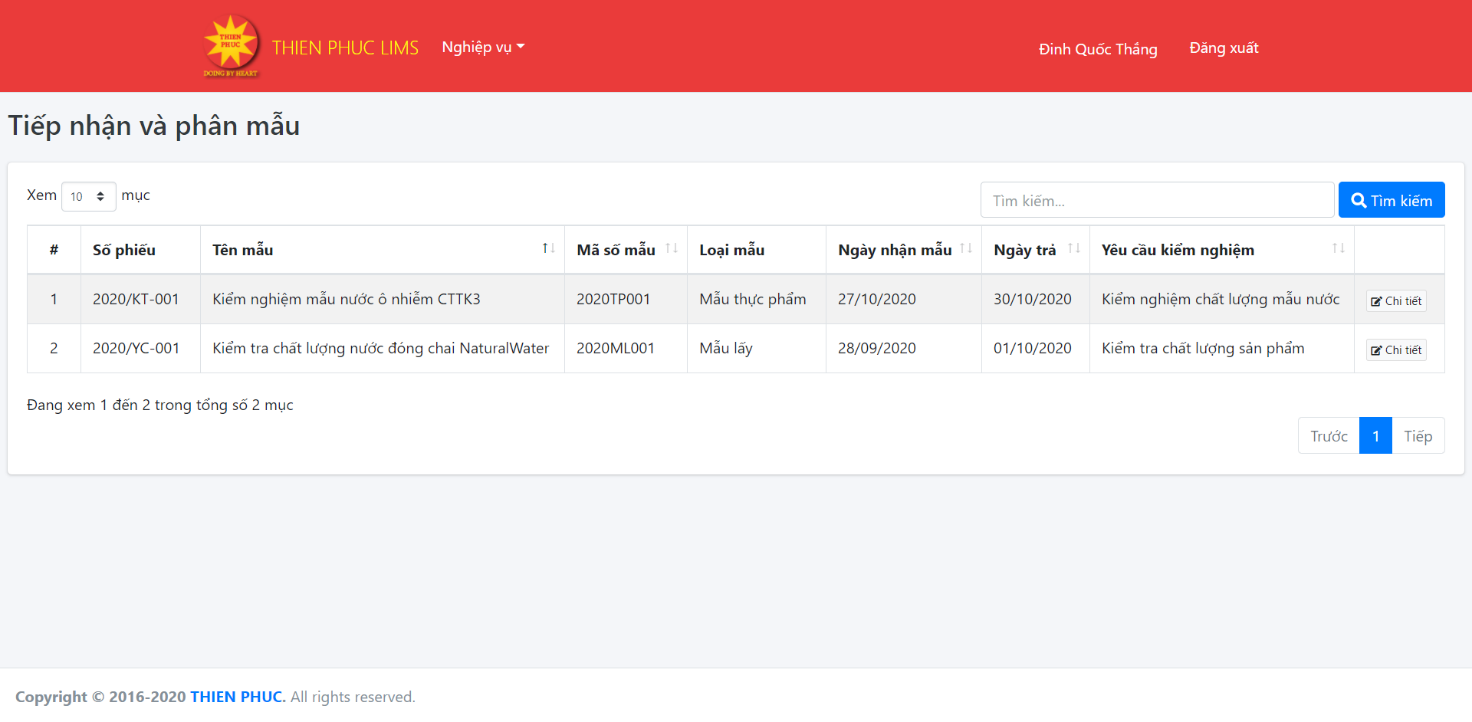 THIEN PHUC
DOING BY HEART
THIEN PHUC LIMS Nghiệp vụ Đinh Quốc Thắng Đăng xuất
Tiếp nhận và phân mẫu
Xem 10 mục Tìm kiếm... Tìm kiếm
# Số phiếu Tên mẫu Mã số mẫu Loại mẫu Ngày nhận mẫu Ngày trả Yêu cầu kiểm nghiệm
1 2020/KT-001 Kiểm nghiệm mẫu nước ô nhiễm CTTK3 2020TP001 Mẫu thực phẩm 27/10/2020 30/10/2020 Kiểm nghiệm chất lượng mẫu nước Chi tiết
2 2020/YC-001 Kiểm tra chất lượng nước đóng chai NaturalWater 2020ML001 Mẫu lấy 28/09/2020 01/10/2020 Kiểm tra chất lượng sản phẩm Chi tiết
Đang xem 1 đến 2 trong tổng số 2 mục
Trước 1 Tiếp
Copyright © 2016-2020 THIEN PHUC. All rights reserved.